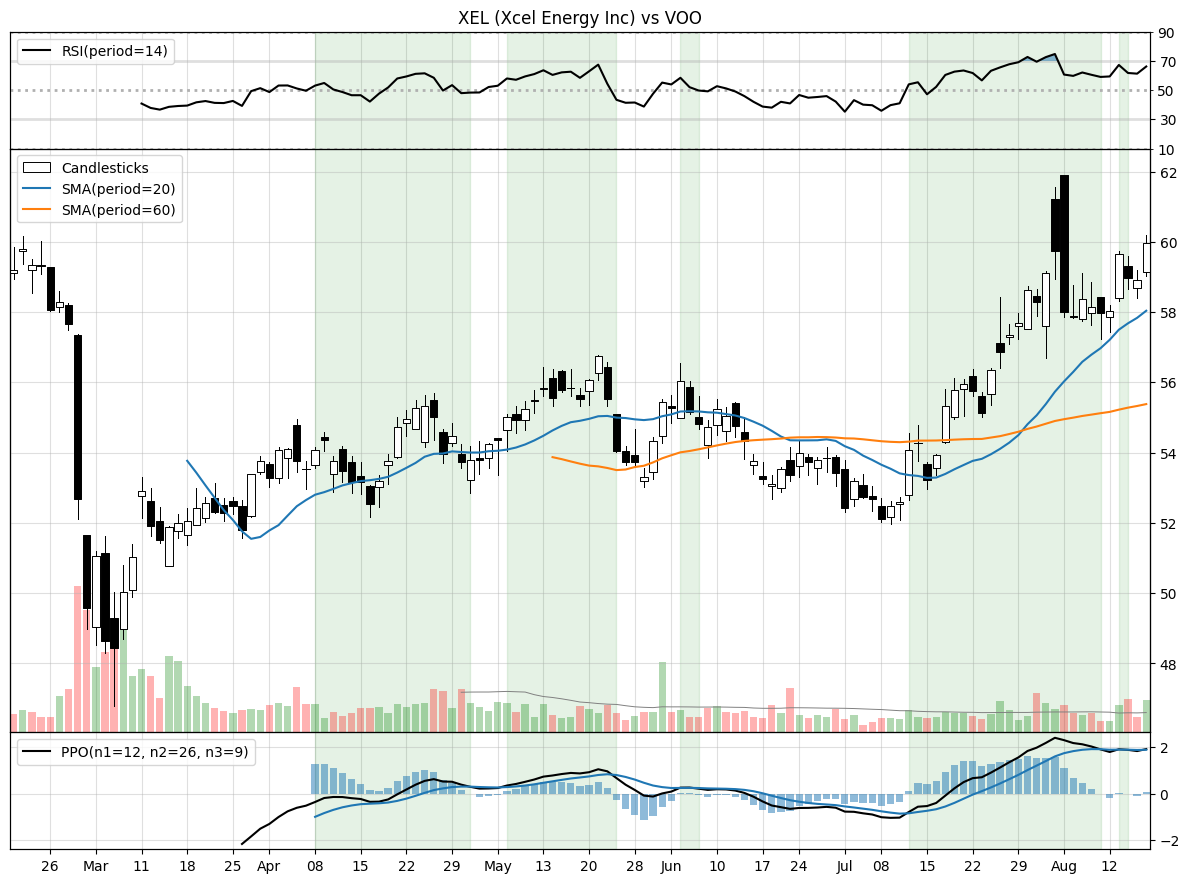 XEL (Xcel Energy Inc) vs VOO
RSI(period=14)
90
70
50
30
10
Candlesticks
SMA(period=20)
SMA(period=60)
62
60
58
56
54
52
50
48
PPO(n1=12, n2=26, n3=9)
2
0
−2
26 Mar 11 18 25 Apr 08 15 22 29 May 13 20 28 Jun 10 17 24 Jul 08 15 22 29 Aug 12